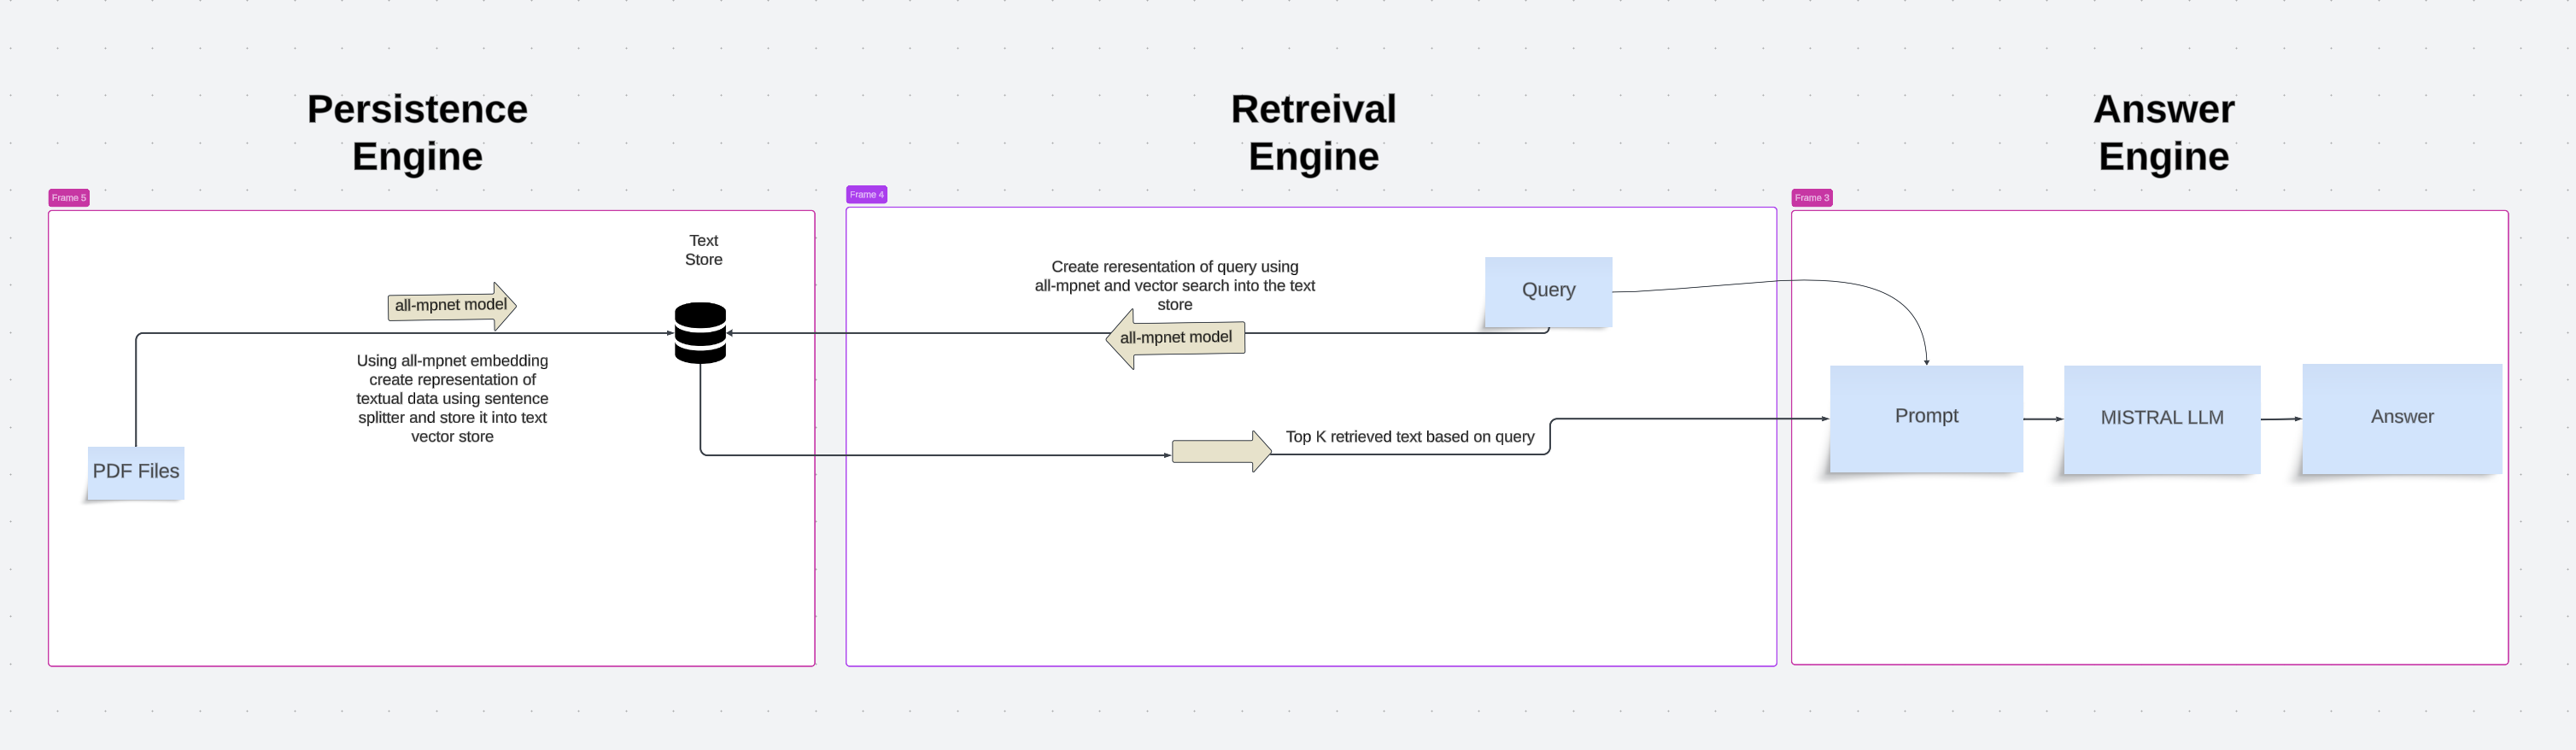 Persistence
Engine
Retreival
Engine
Answer
Engine
Frame 5
Text
Store
all-mpnet model
Using all-mpnet embedding
create representation of
textual data using sentence
splitter and store it into text
vector store
PDF Files
Frame 4
Create reresentation of query using
all-mpnet and vector search into the text
store
all-mpnet model
Query
Top K retrieved text based on query
Frame 3
Prompt
MISTRAL LLM
Answer